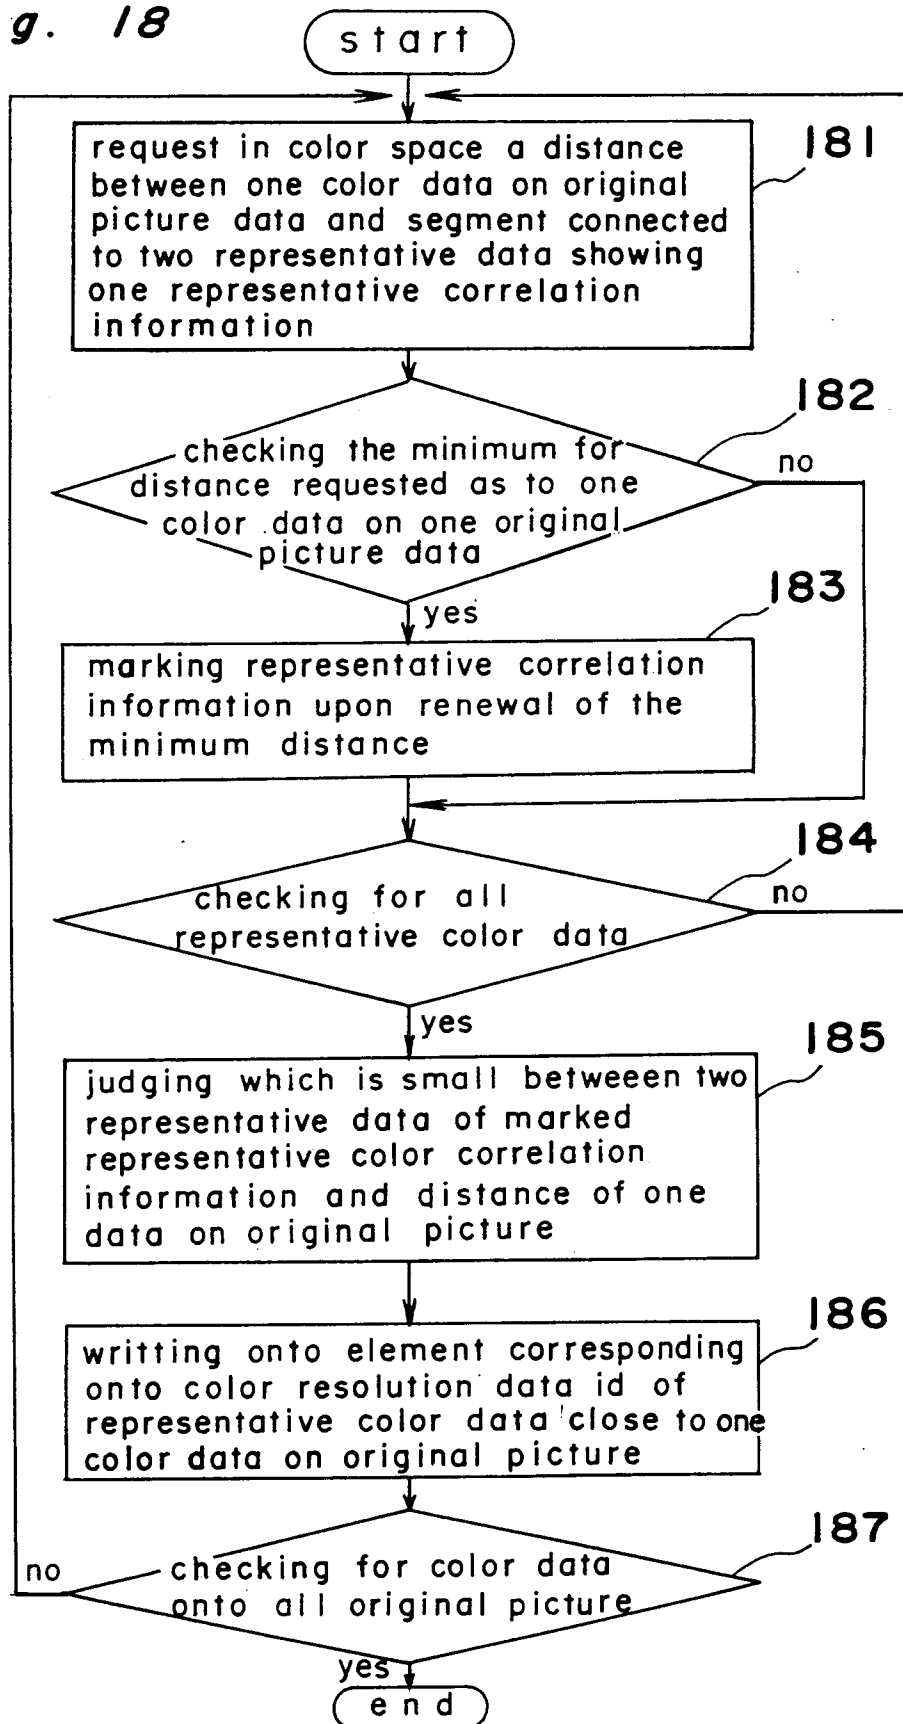 g. 18
start
request in color space a distance
181
between one color data on original
picture data and segment connected
to two representative data showing
one representative correlation
information
182
checking the minimum for
no
distance requested as to one
color data on one original
picture data
183
yes
marking representative correlation
information upon renewal of the
minimum distance
184
checking for all
no
representative color data
yes
185
judging which is small betweeen two
representative data of marked
representative color correlation
information and distance of one
data on original picture
186
writting onto element corresponding
onto color resolution data id of
representative color data close to one
color data on original picture
187
no
checking for color data
onto all original picture
yes
end